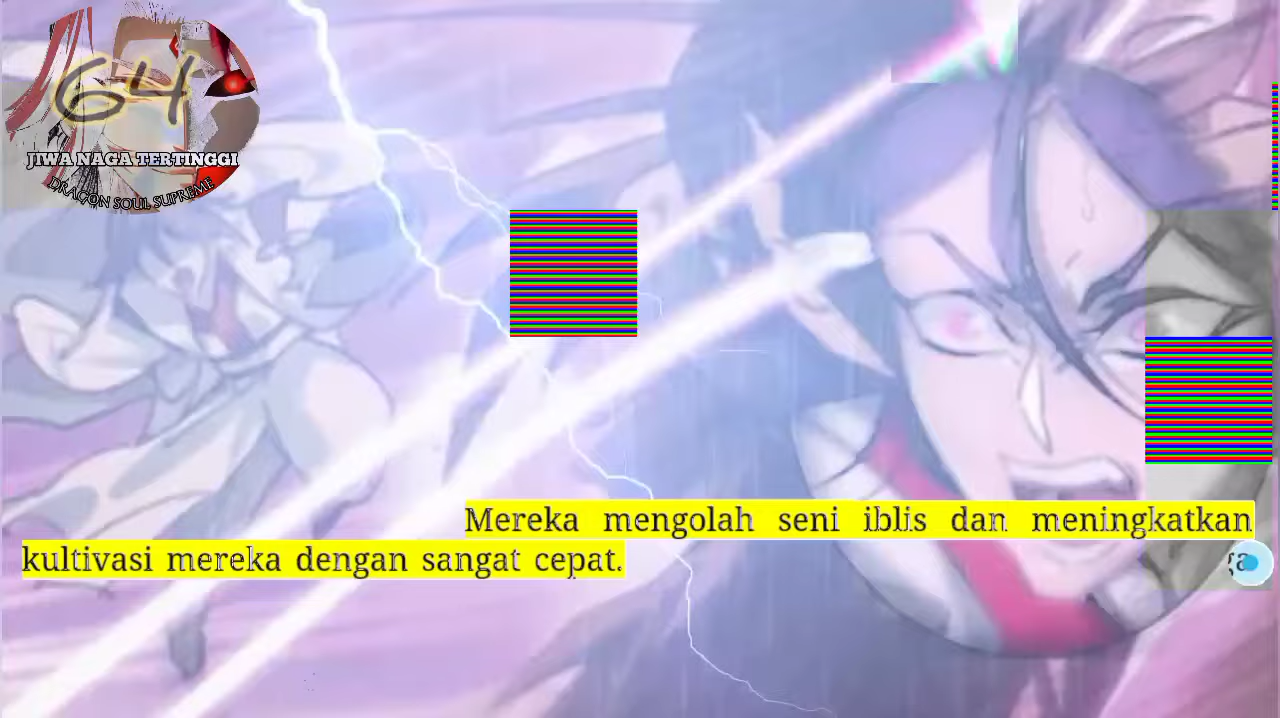 64
JIWA NAGA TERTINGGI
DRAGON SOUL SUPREME
Mereka mengolah seni iblis dan meningkatkan
kultivasi mereka dengan sangat cepat.